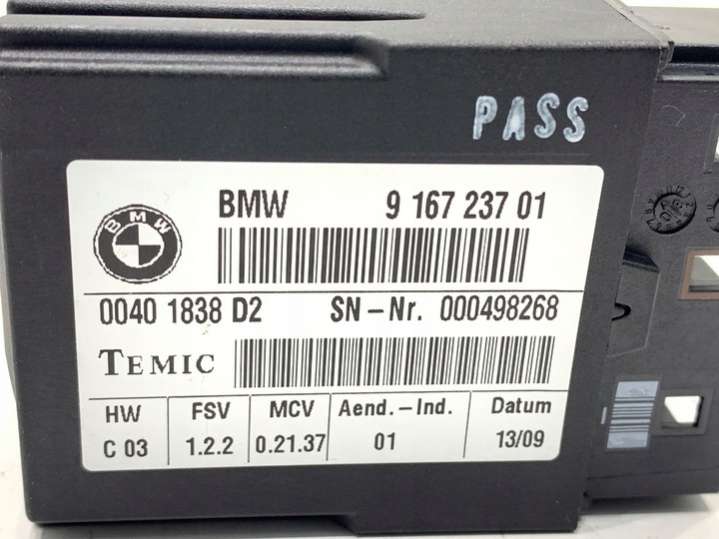 PASS
BMW 9 167 237 01
BMW
0040 1838 D2 SN-Nr. 000498268
TEMIC
HW FSV MCV Aend.-Ind. Datum
C 03 1.2.2 0.21.37 01 13/09